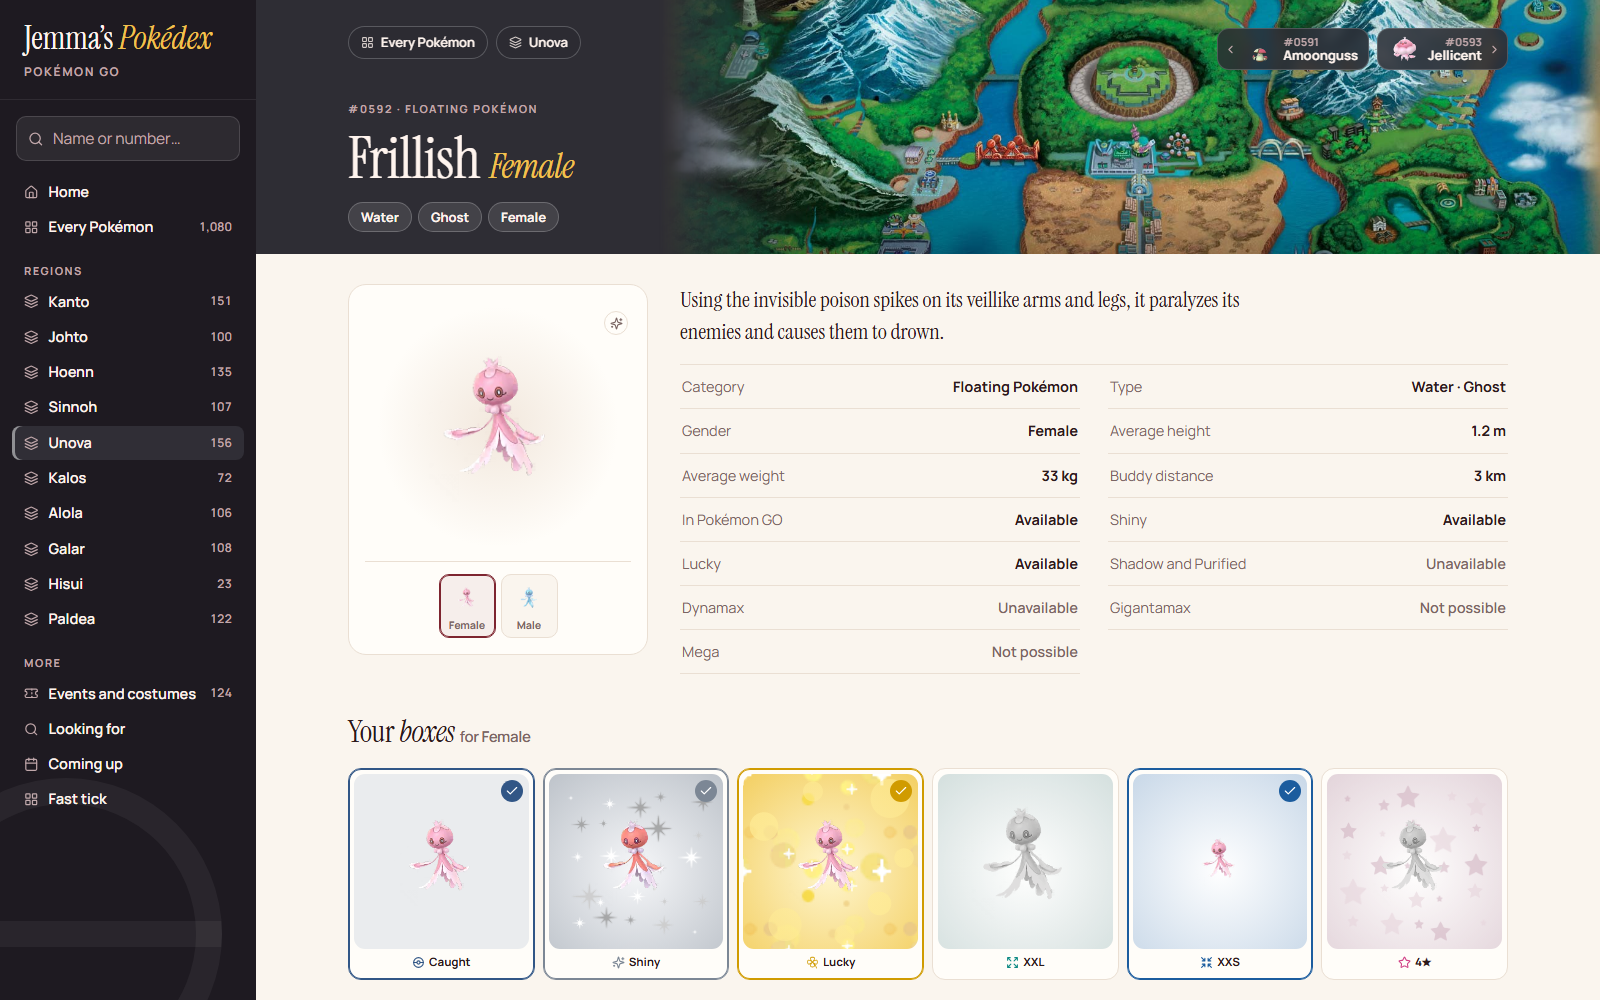 Jemma's Pokédex
POKÉMON GO
Name or number...
Home
Every Pokémon 1,080
REGIONS
Kanto 151
Johto 100
Hoenn 135
Sinnoh 107
Unova 156
Kalos 72
Alola 106
Galar 108
Hisui 23
Paldea 122
MORE
Events and costumes 124
Looking for
Coming up
Fast tick
Every Pokémon Unova
#0591
Amoonguss
#0593
Jellicent
#0592 · FLOATING POKÉMON
Frillish Female
Water Ghost Female
Using the invisible poison spikes on its veillike arms and legs, it paralyzes its
enemies and causes them to drown.
Category Floating Pokémon Type Water · Ghost
Gender Female Average height 1.2 m
Average weight 33 kg Buddy distance 3 km
In Pokémon GO Available Shiny Available
Lucky Available Shadow and Purified Unavailable
Dynamax Unavailable Gigantamax Not possible
Mega Not possible
Female Male
Your boxes for Female
Caught Shiny Lucky XXL XXS 4★